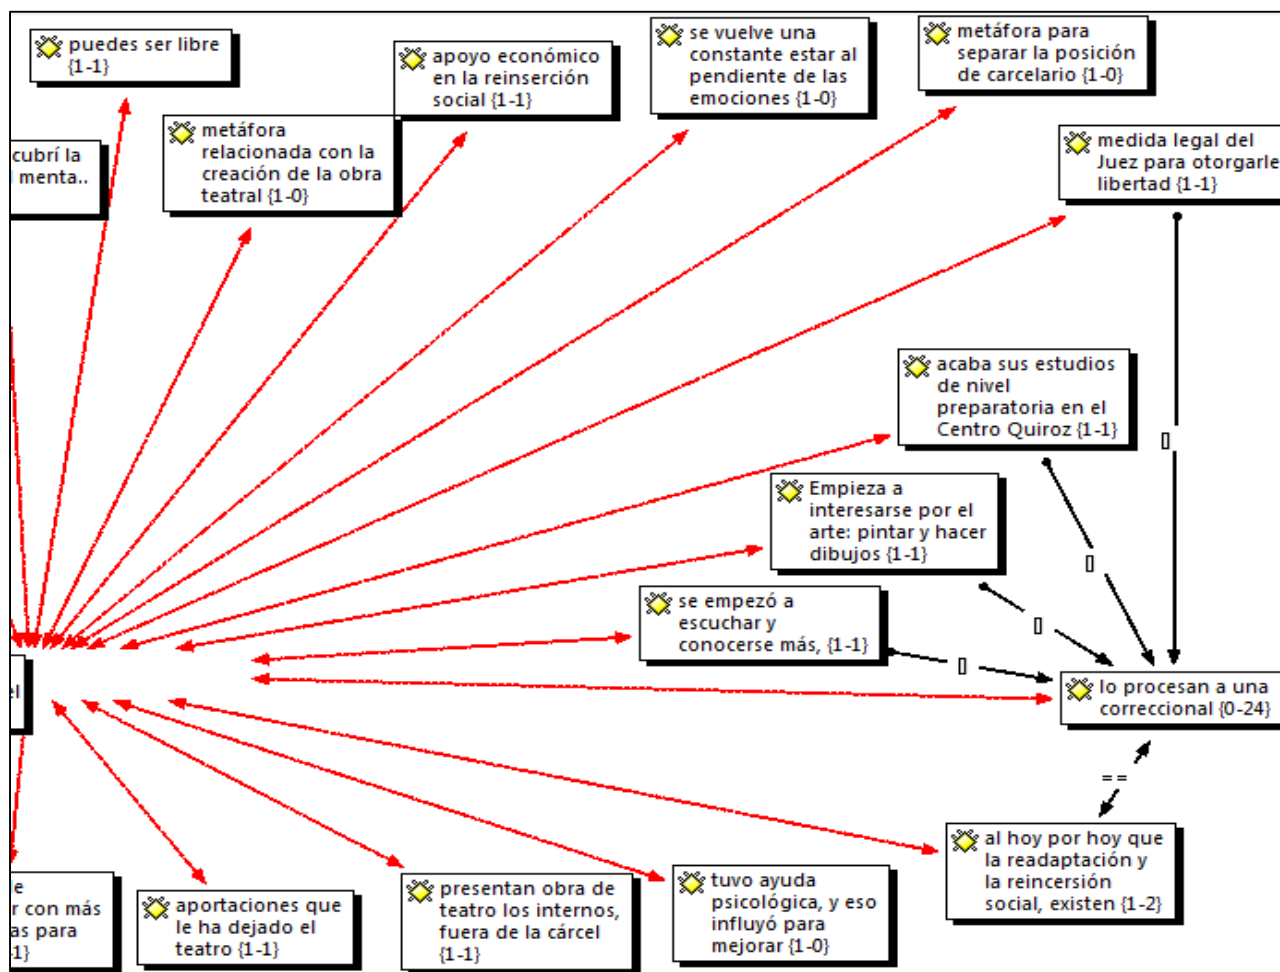 puedes ser libre
{1-1}
apoyo económico
en la reinserción
social {1-1}
se vuelve una
constante estar al
pendiente de las
emociones {1-0}
metáfora para
separar la posición
de carcelario {1-0}
cubrí la
menta..
metáfora
relacionada con la
creación de la obra
teatral {1-0}
medida legal del
Juez para otorgarle
libertad {1-1}
acaba sus estudios
de nivel
preparatoria en el
Centro Quiroz {1-1}
[]
Empieza a
interesarse por el
arte: pintar y hacer
dibujos {1-1}
[]
se empezó a
escuchar y
conocerse más, {1-1}
[]
[]
el
lo procesan a una
correccional {0-24}
==
al hoy por hoy que
la readaptación y
la reincersión
social, existen {1-2}
de
r con más
as para
-1}
aportaciones que
le ha dejado el
teatro {1-1}
presentan obra de
teatro los internos,
fuera de la cárcel
{1-1}
tuvo ayuda
psicológica, y eso
influyó para
mejorar {1-0}